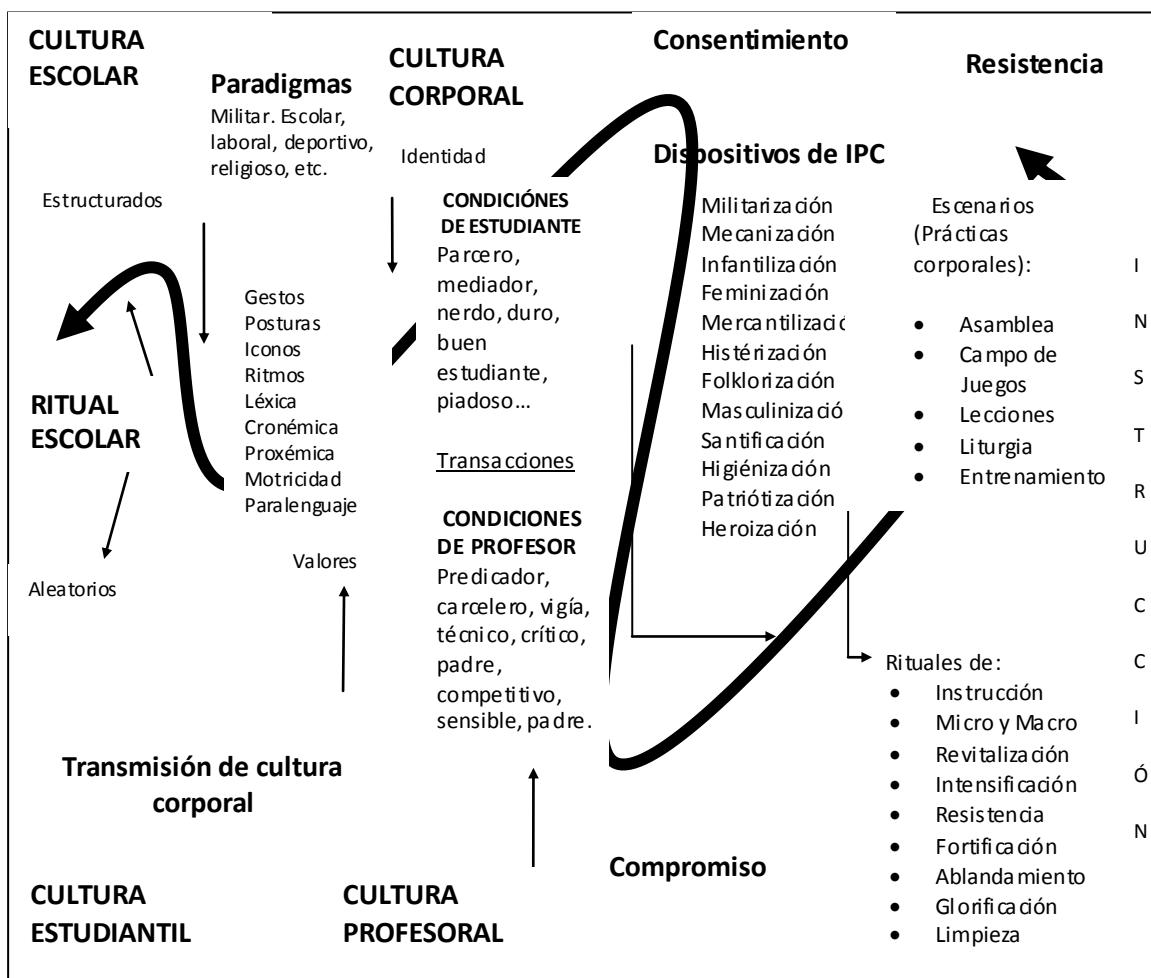 CULTURA
ESCOLAR
Paradigmas
Militar. Escolar,
laboral, deportivo,
religioso, etc.
CULTURA
CORPORAL
Identidad
Consentimiento
Resistencia
Estructurados
Gestos
Posturas
Iconos
Ritmos
Léxica
Cronémica
Proxémica
Motricidad
Paralenguaje
RITUAL
ESCOLAR
Aleatorios
Valores
CONDICIÓNES
DE ESTUDIANTE
Parcero,
mediador,
nerdo, duro,
buen
estudiante,
piadoso...
Transacciones
CONDICIONES
DE PROFESOR
Predicador,
carcelero, vigía,
técnico, crítico,
padre,
competitivo,
sensible, padre.
Dispositivos de IPC
Militarización
Mecanización
Infantilización
Feminización
Mercantilizació
Histérización
Folklorización
Masculinizació
Santificación
Higiénización
Patriótización
Heroización
Escenarios
(Prácticas
corporales):
• Asamblea
• Campo de
Juegos
• Lecciones
• Liturgia
• Entrenamiento
Rituales de:
• Instrucción
• Micro y Macro
• Revitalización
• Intensificación
• Resistencia
• Fortificación
• Ablandamiento
• Glorificación
• Limpieza
I
N
S
T
R
U
C
C
I
Ó
N
Transmisión de cultura
corporal
Compromiso
CULTURA
ESTUDIANTIL
CULTURA
PROFESORAL